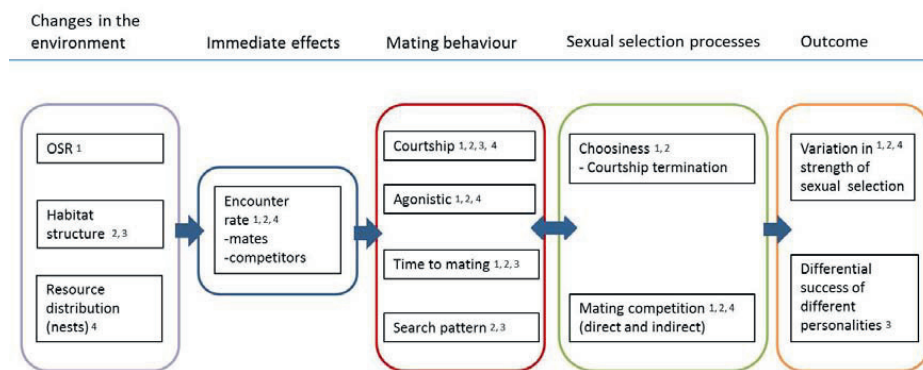 Changes in the
environment
Immediate effects
Mating behaviour
Sexual selection processes
Outcome
OSR 1
Habitat
structure 2, 3
Resource
distribution
(nests) 4
Encounter
rate 1, 2, 4
-mates
-competitors
Courtship 1, 2, 3, 4
Agonistic 1, 2, 4
Time to mating 1, 2, 3
Search pattern 2, 3
Choosiness 1, 2
- Courtship termination
Mating competition 1, 2, 4
(direct and indirect)
Variation in 1, 2, 4
strength of
sexual selection
Differential
success of
different
personalities 3